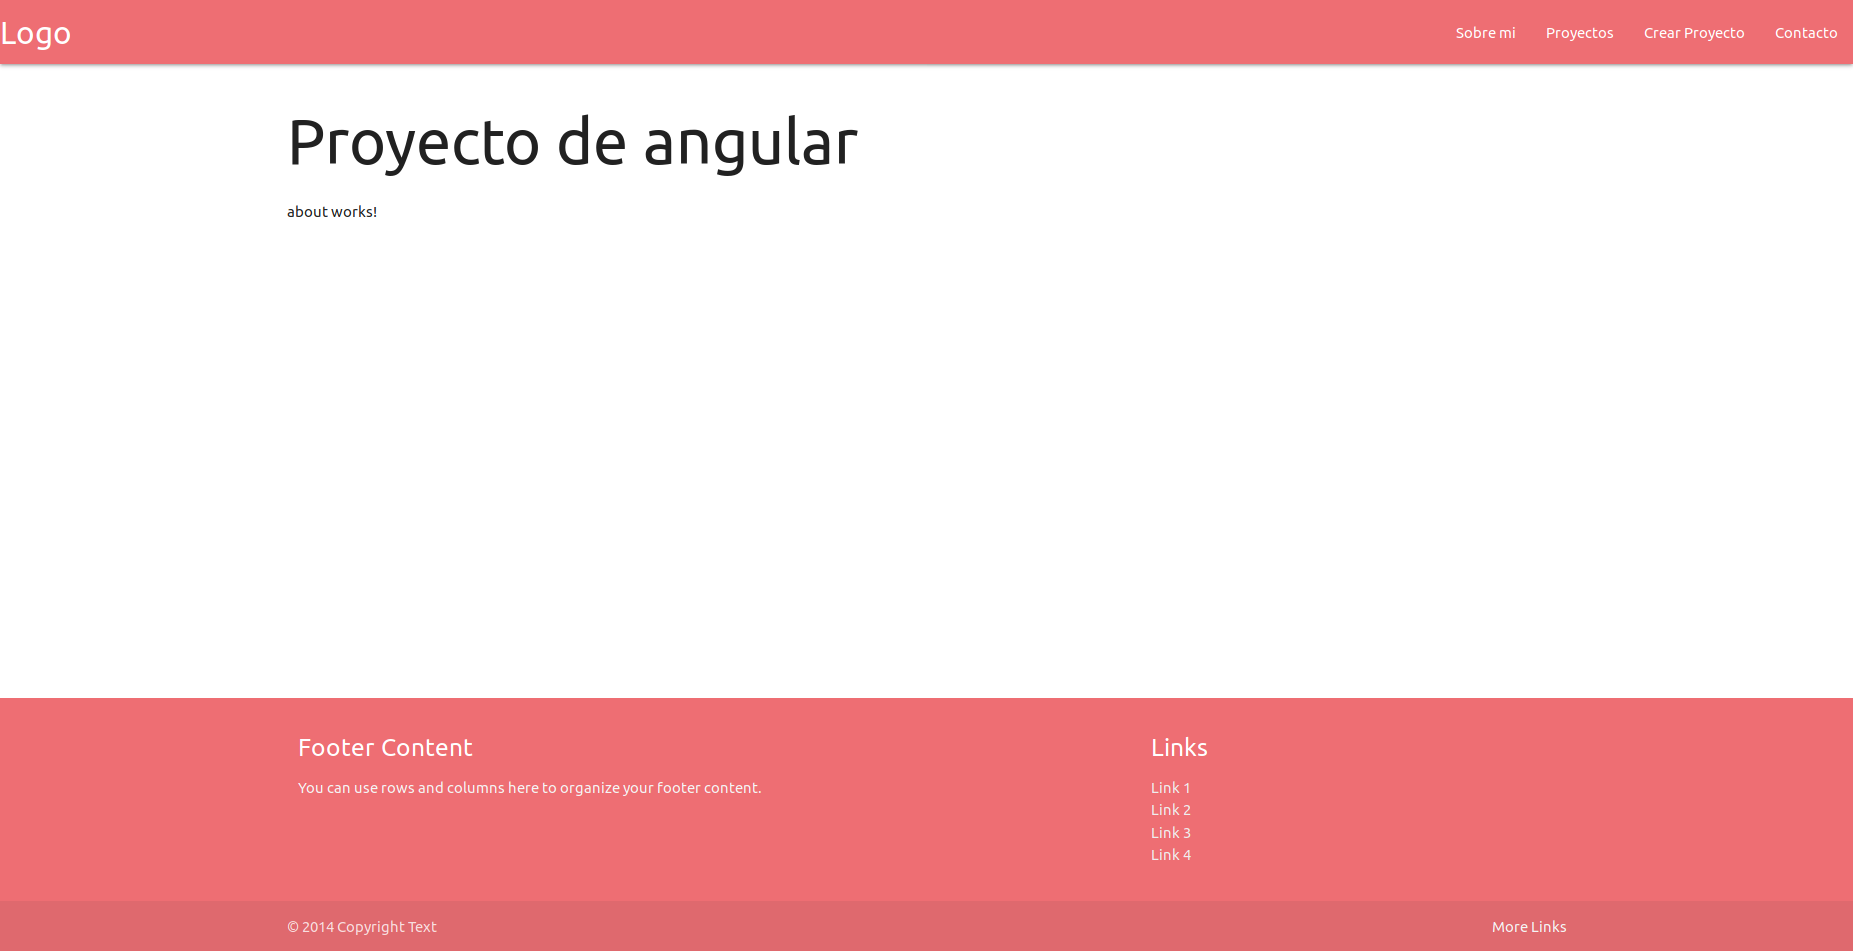 Logo
Sobre mi
Proyectos
Crear Proyecto
Contacto
Proyecto de angular
about works!
Footer Content
You can use rows and columns here to organize your footer content.
Links
Link 1
Link 2
Link 3
Link 4
© 2014 Copyright Text
More Links